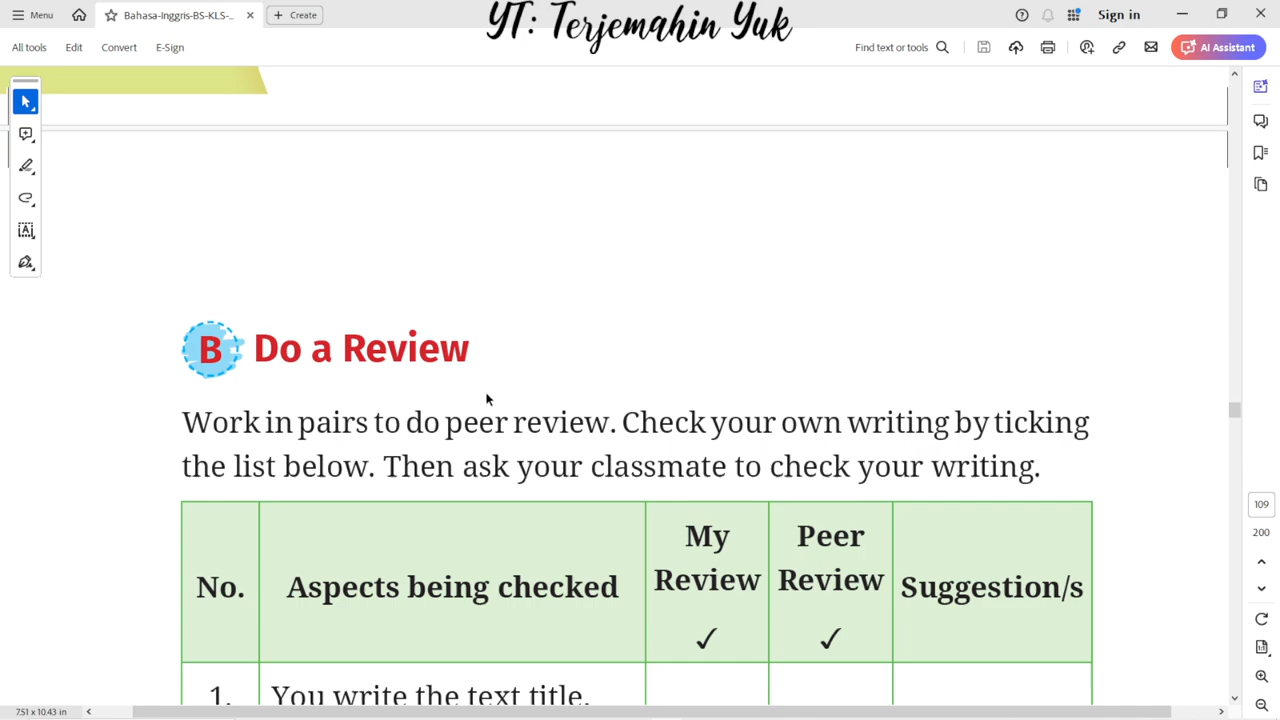 Menu
Bahasa-Inggris-BS-KLS-...
Create
YT: Terjemahin Yuk
Sign in
All tools
Edit
Convert
E-Sign
Find text or tools
AI Assistant
B Do a Review
Work in pairs to do peer review. Check your own writing by ticking
the list below. Then ask your classmate to check your writing.
No.
Aspects being checked
My
Review
✓
Peer
Review
✓
Suggestion/s
1.
You write the text title.
109
200
7.51 x 10.43 in